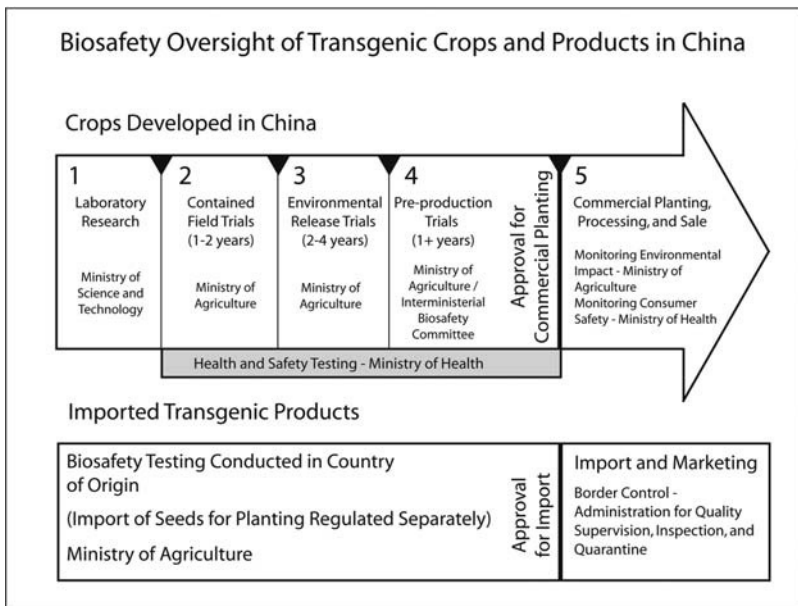 Biosafety Oversight of Transgenic Crops and Products in China
Crops Developed in China
1
Laboratory
Research
Ministry of
Science and
Technology
2
Contained
Field Trials
(1-2 years)
Ministry of
Agriculture
3
Environmental
Release Trials
(2-4 years)
Ministry of
Agriculture
4
Pre-production
Trials
(1+ years)
Ministry of
Agriculture /
Interministerial
Biosafety
Committee
Approval for
Commercial Planting
5
Commercial Planting,
Processing, and Sale
Monitoring Environmental
Impact - Ministry of
Agriculture
Monitoring Consumer
Safety - Ministry of Health
Health and Safety Testing - Ministry of Health
Imported Transgenic Products
Biosafety Testing Conducted in Country
of Origin
(Import of Seeds for Planting Regulated Separately)
Ministry of Agriculture
Approval
for Import
Import and Marketing
Border Control -
Administration for Quality
Supervision, Inspection, and
Quarantine